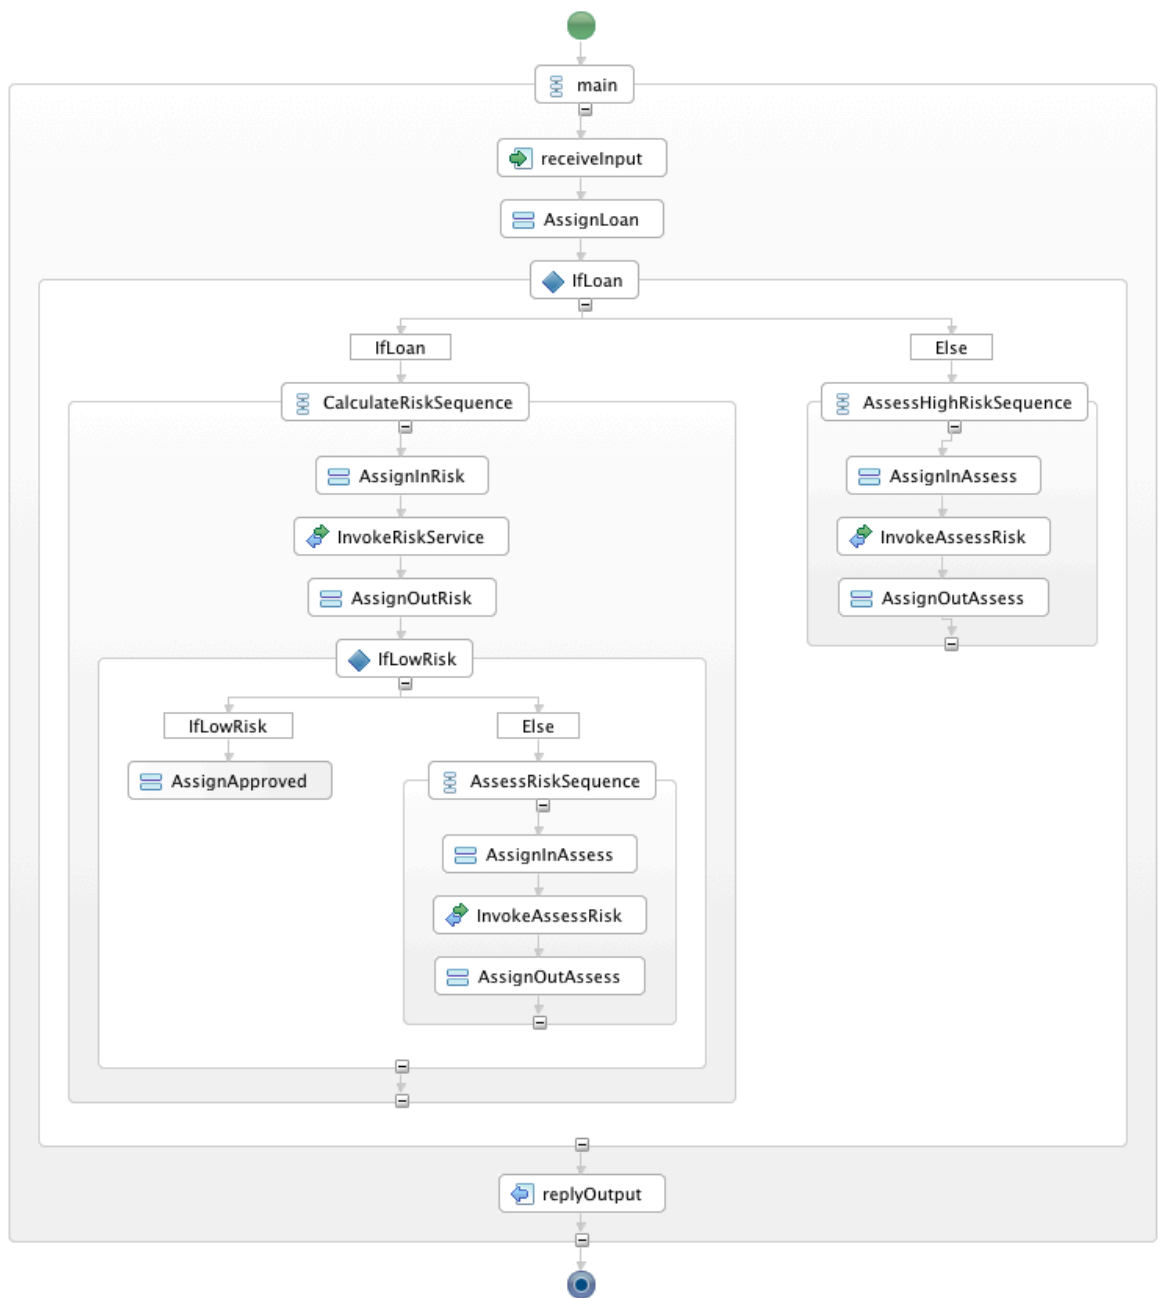 main
receiveInput
AssignLoan
IfLoan
IfLoan
Else
CalculateRiskSequence
AssessHighRiskSequence
AssignInRisk
AssignInAssess
InvokeRiskService
InvokeAssessRisk
AssignOutRisk
AssignOutAssess
IfLowRisk
IfLowRisk
Else
AssignApproved
AssessRiskSequence
AssignInAssess
InvokeAssessRisk
AssignOutAssess
replyOutput